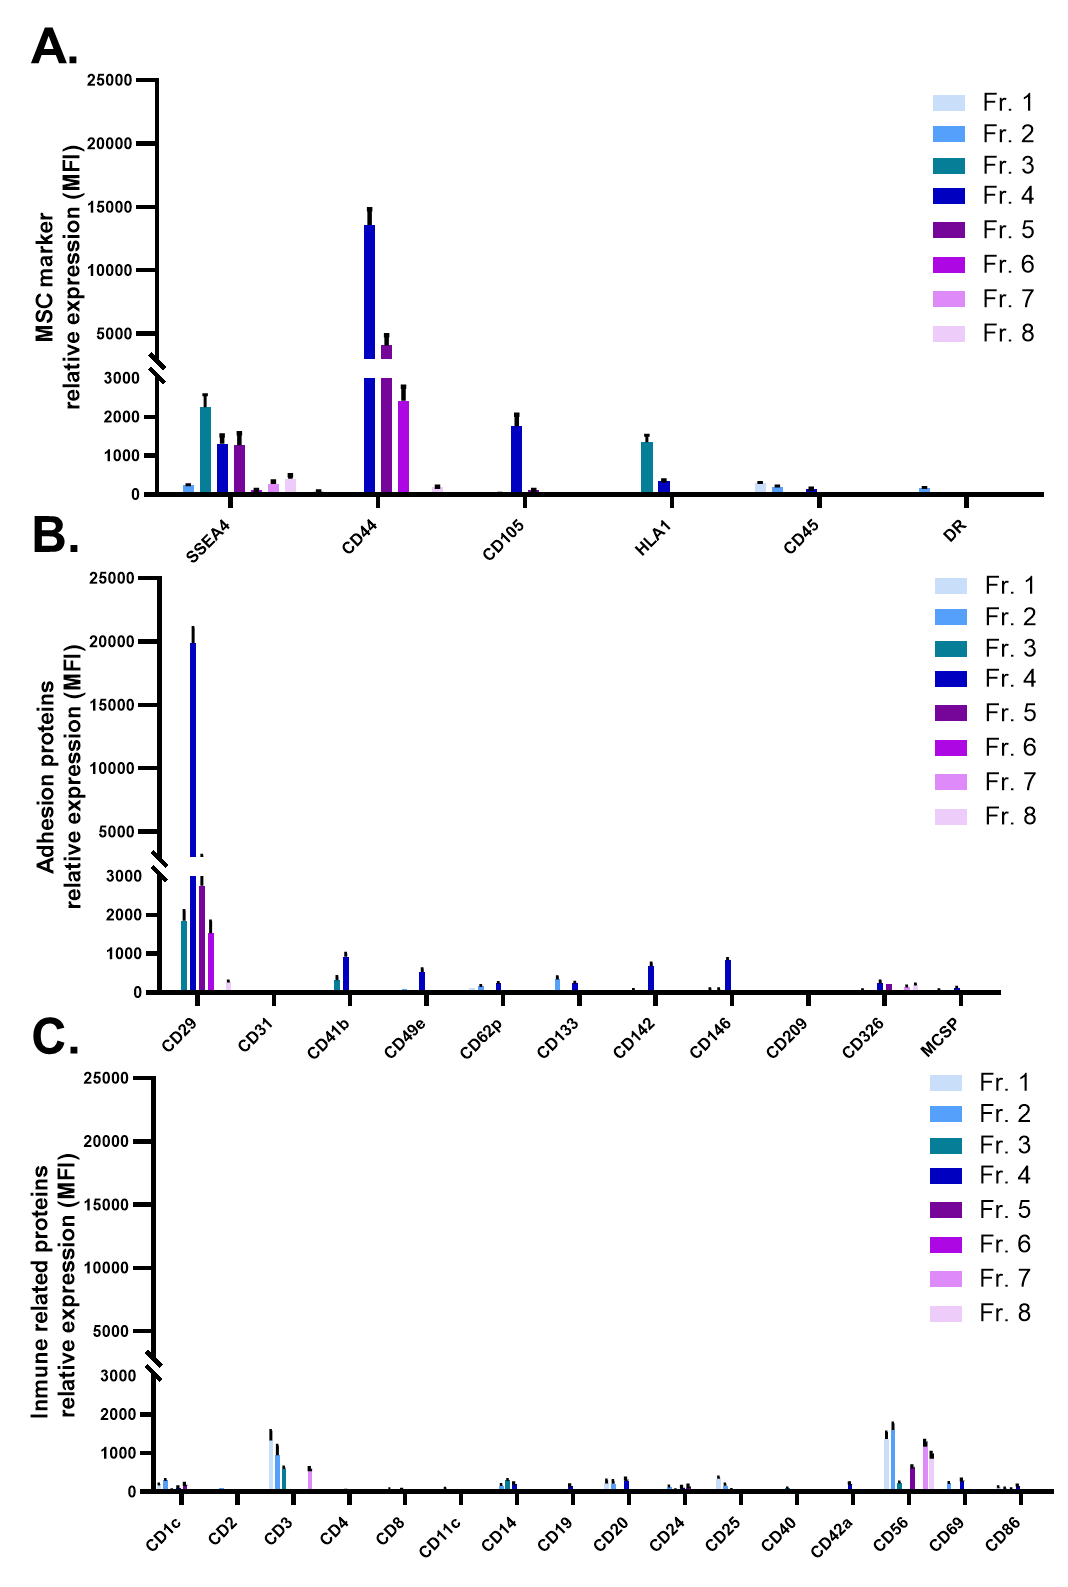 A.
MSC marker
relative expression (MFI)
25000
20000
15000
10000
5000
3000
2000
1000
0
SSEA4
CD44
CD105
HLA1
CD45
DR
Fr. 1
Fr. 2
Fr. 3
Fr. 4
Fr. 5
Fr. 6
Fr. 7
Fr. 8
B.
Adhesion proteins
relative expression (MFI)
25000
20000
15000
10000
5000
3000
2000
1000
0
CD29
CD31
CD41b
CD49e
CD62p
CD133
CD142
CD146
CD209
CD326
MCSP
Fr. 1
Fr. 2
Fr. 3
Fr. 4
Fr. 5
Fr. 6
Fr. 7
Fr. 8
C.
Inmune related proteins
relative expression (MFI)
25000
20000
15000
10000
5000
3000
2000
1000
0
CD1c
CD2
CD3
CD4
CD8
CD11c
CD14
CD19
CD20
CD24
CD25
CD40
CD42a
CD56
CD69
CD86
Fr. 1
Fr. 2
Fr. 3
Fr. 4
Fr. 5
Fr. 6
Fr. 7
Fr. 8